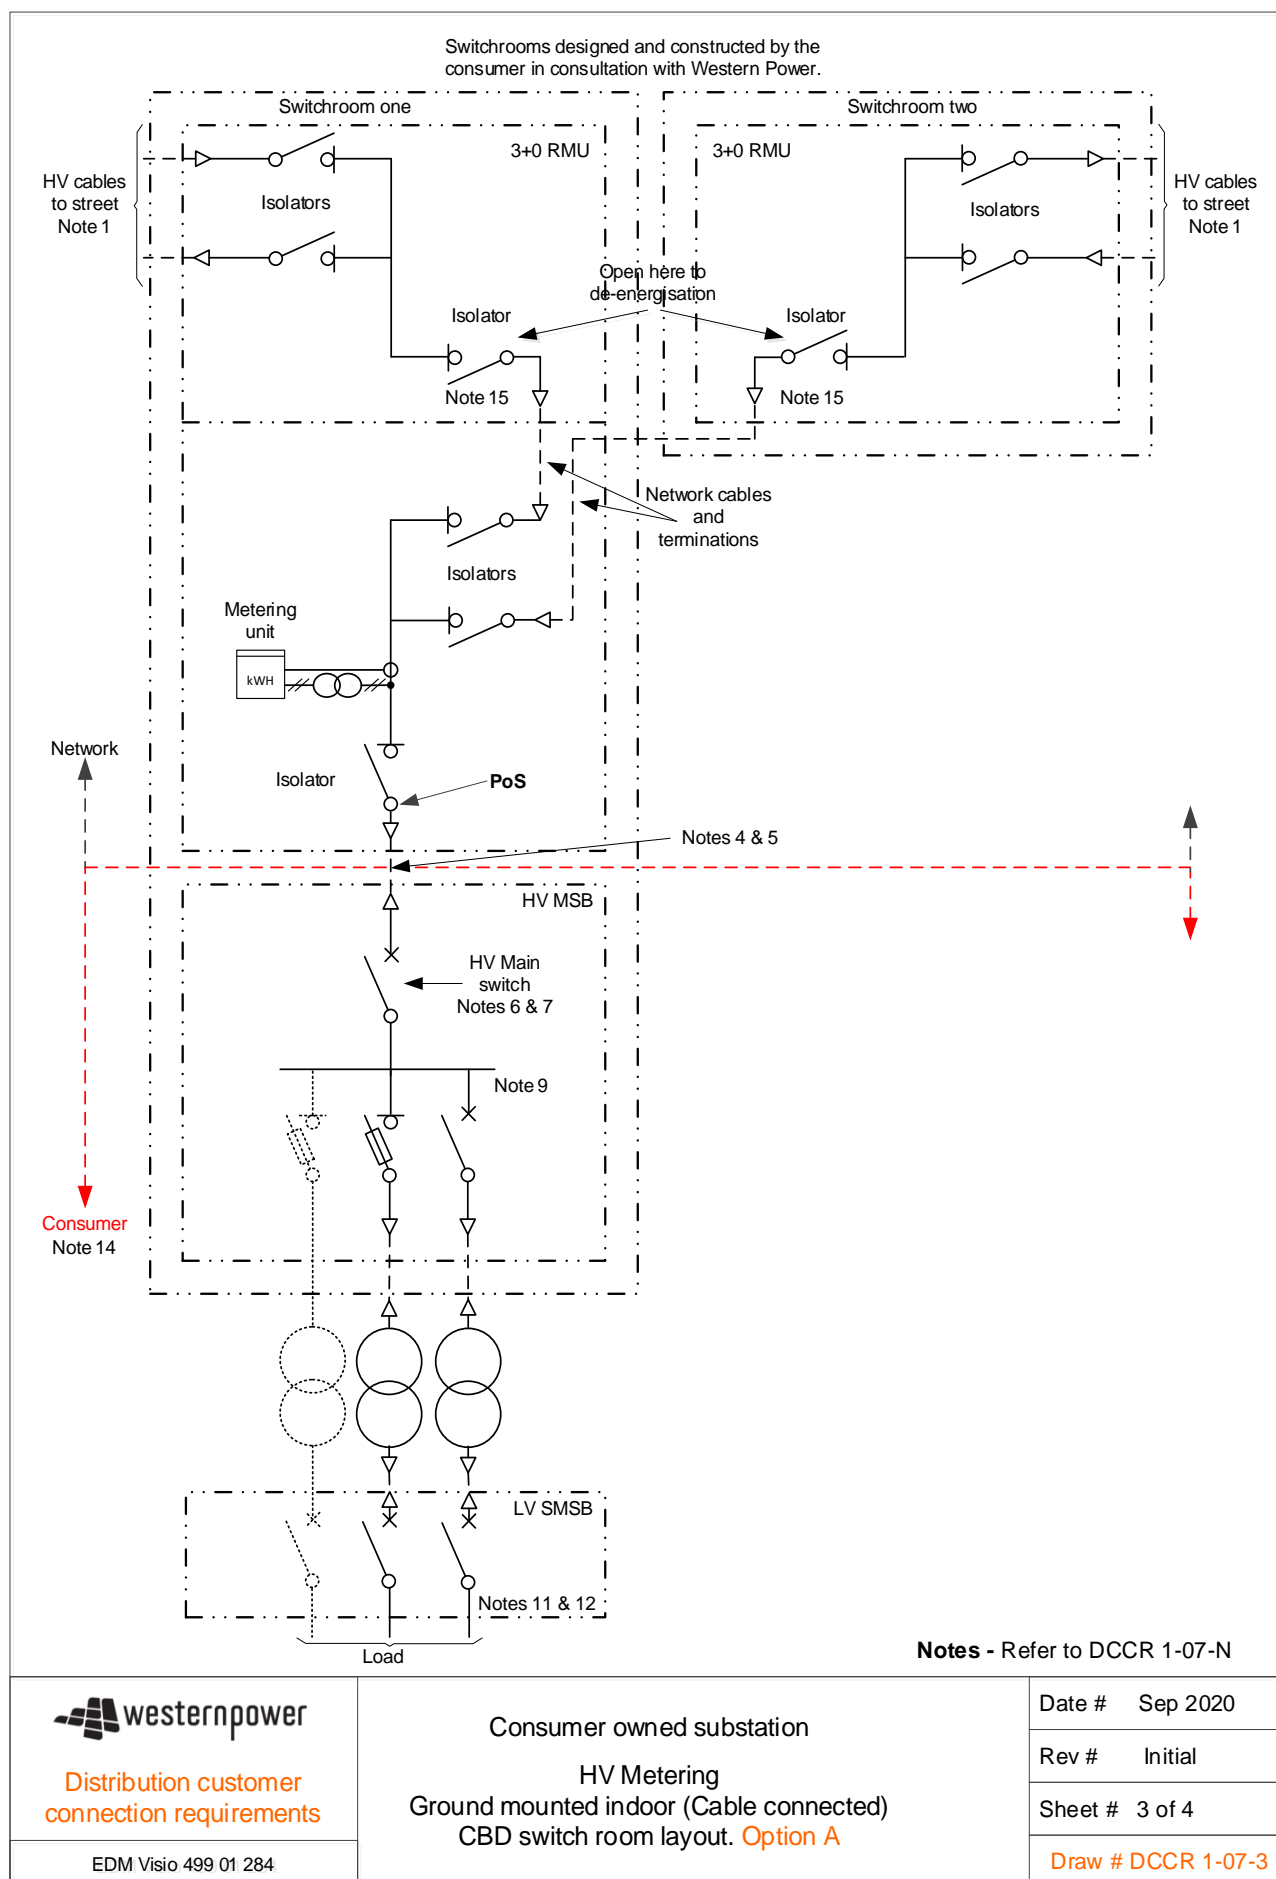 Switchrooms designed and constructed by the
consumer in consultation with Western Power.
Switchroom one
Switchroom two
3+0 RMU
3+0 RMU
HV cables
to street
Note 1
Isolators
Isolators
HV cables
to street
Note 1
Open here to
de-energisation
Isolator
Isolator
Note 15
Note 15
Network cables
and
terminations
Isolators
Metering
unit
kWH
Network
Isolator
PoS
Notes 4 & 5
HV MSB
HV Main
switch
Notes 6 & 7
Note 9
Consumer
Note 14
LV SMSB
Notes 11 & 12
Load
Notes - Refer to DCCR 1-07-N
westernpower
Distribution customer
connection requirements
EDM Visio 499 01 284
Consumer owned substation
HV Metering
Ground mounted indoor (Cable connected)
CBD switch room layout. Option A
Date # Sep 2020
Rev # Initial
Sheet # 3 of 4
Draw # DCCR 1-07-3